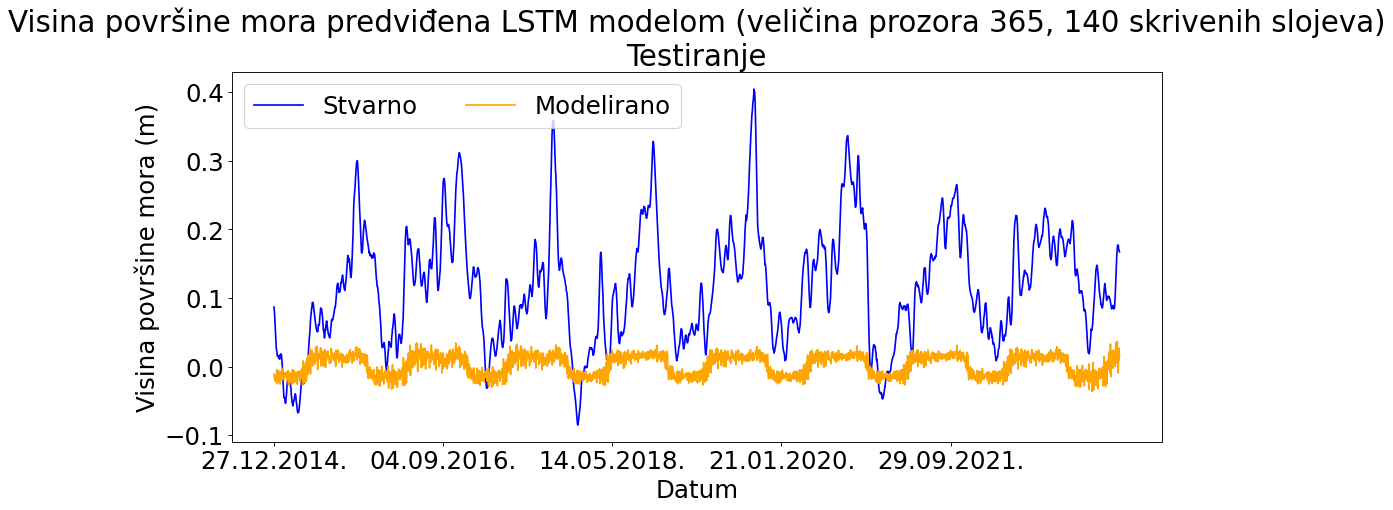 Visina površine mora predviđena LSTM modelom (veličina prozora 365, 140 skrivenih slojeva)
Testiranje
Stvarno Modelirano
Visina površine mora (m)
0.4
0.3
0.2
0.1
0.0
−0.1
27.12.2014. 04.09.2016. 14.05.2018. 21.01.2020. 29.09.2021.
Datum